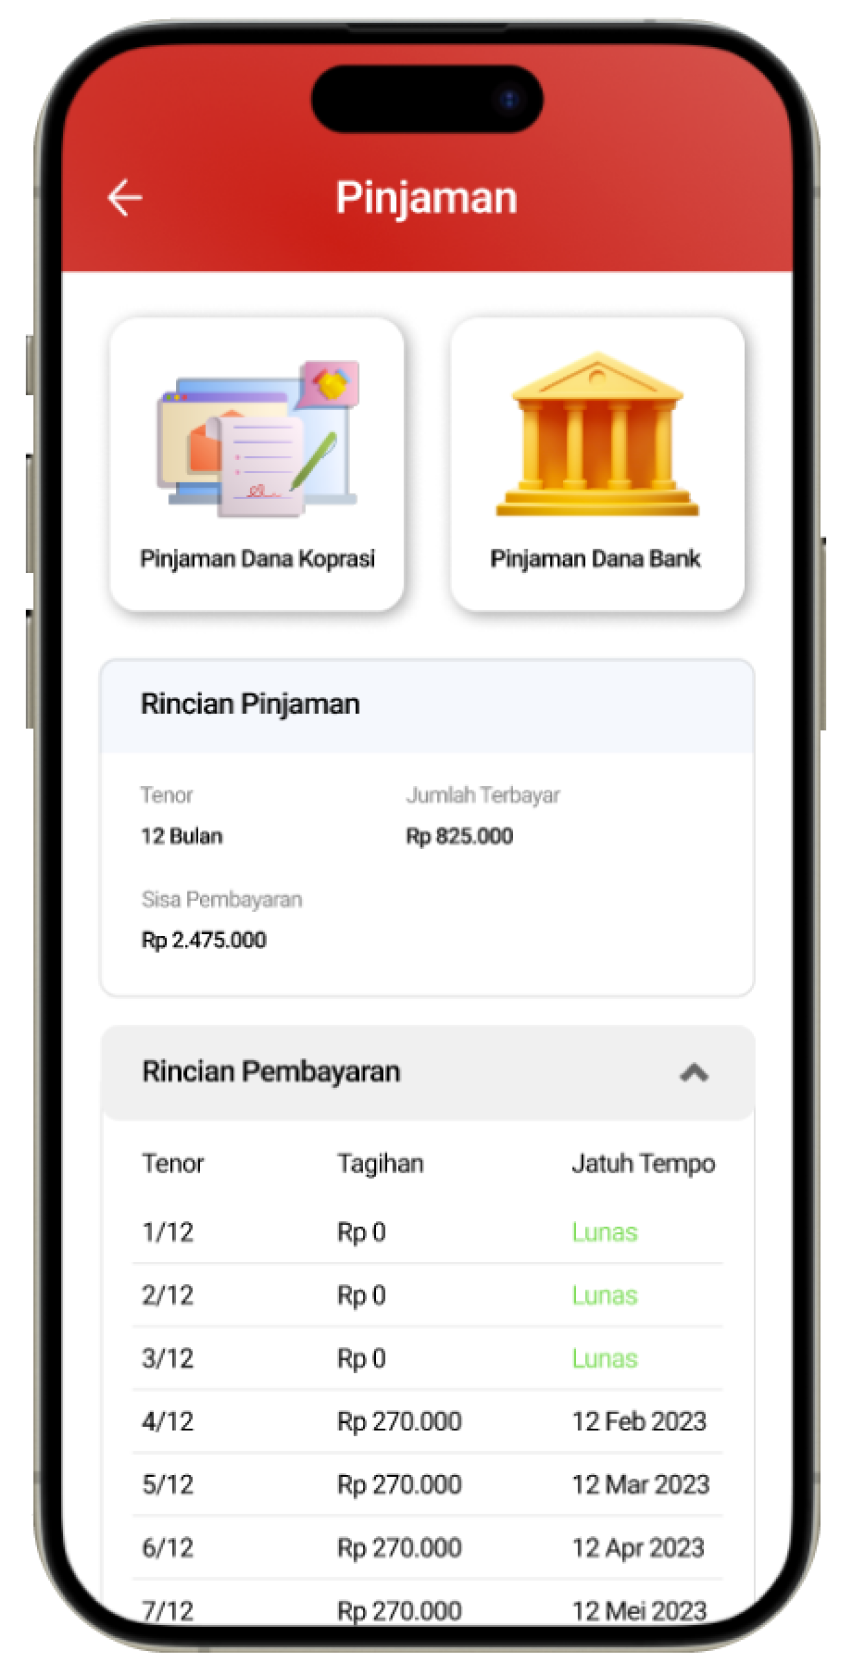 Pinjaman
Pinjaman Dana Koprasi
Pinjaman Dana Bank
Rincian Pinjaman
Tenor Jumlah Terbayar
12 Bulan Rp 825.000
Sisa Pembayaran
Rp 2.475.000
Rincian Pembayaran
Tenor Tagihan Jatuh Tempo
1/12 Rp 0 Lunas
2/12 Rp 0 Lunas
3/12 Rp 0 Lunas
4/12 Rp 270.000 12 Feb 2023
5/12 Rp 270.000 12 Mar 2023
6/12 Rp 270.000 12 Apr 2023
7/12 Rp 270.000 12 Mei 2023